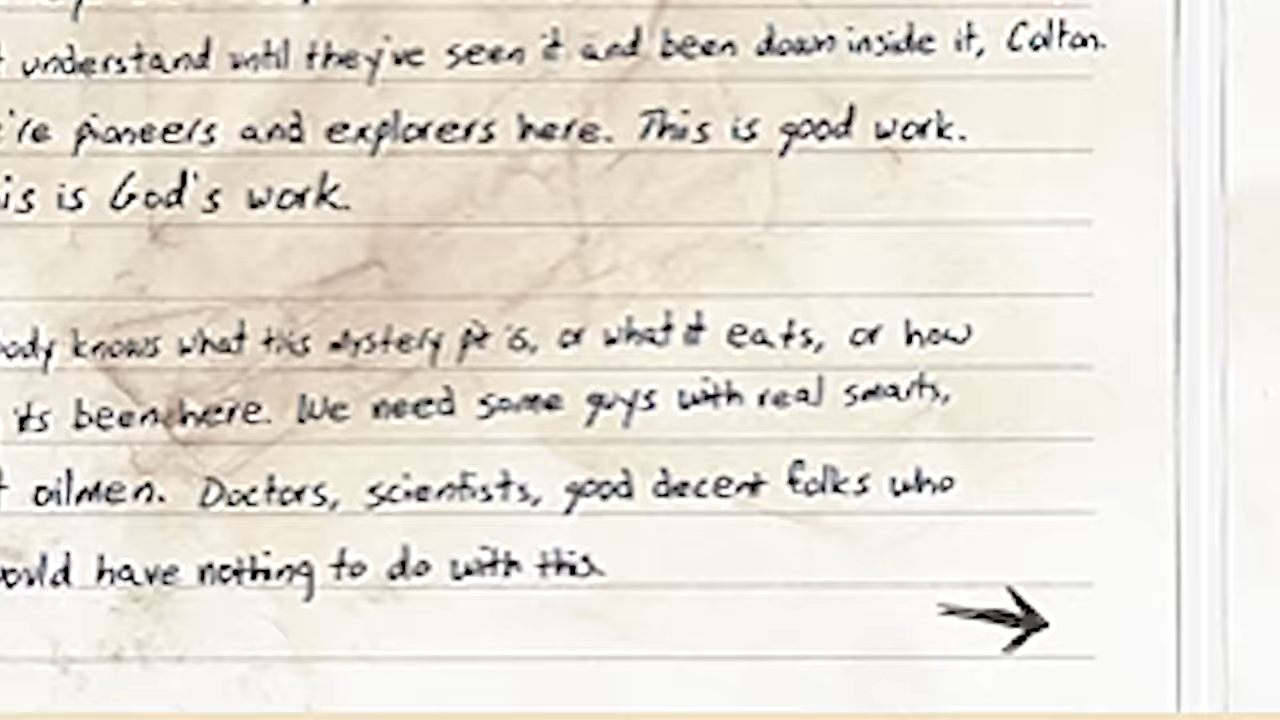 understand until they've seen it and been down inside it, Colton.
're pioneers and explorers here. This is good work.
is is God's work.
body knows what this mystery pit is, or what it eats, or how
its been here. We need some guys with real smarts,
t oilmen. Doctors, scientists, good decent folks who
would have nothing to do with this.